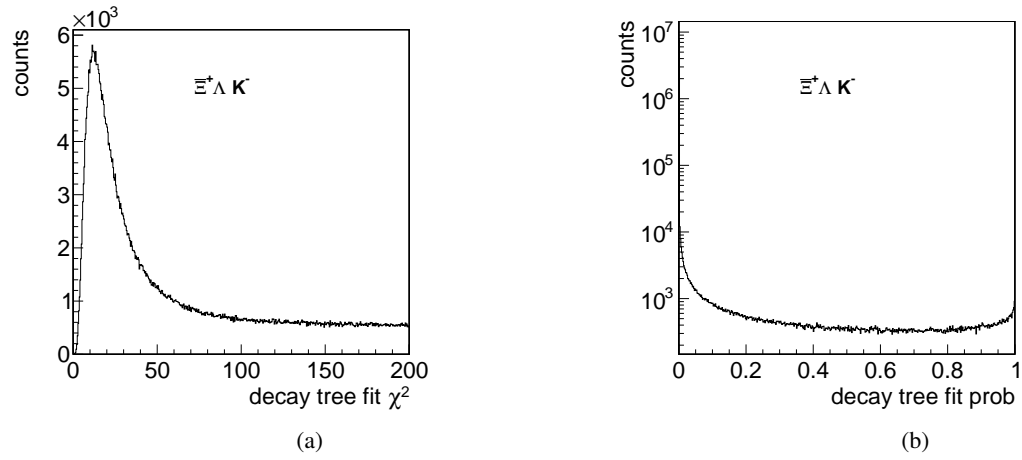 ×10³
counts
6
5
4
3
2
1
0
Ξ̅⁺ Λ K⁻
0 50 100 150 200
decay tree fit χ²
(a)
counts
10⁷
10⁶
10⁵
10⁴
10³
Ξ̅⁺ Λ K⁻
0 0.2 0.4 0.6 0.8 1
decay tree fit prob
(b)